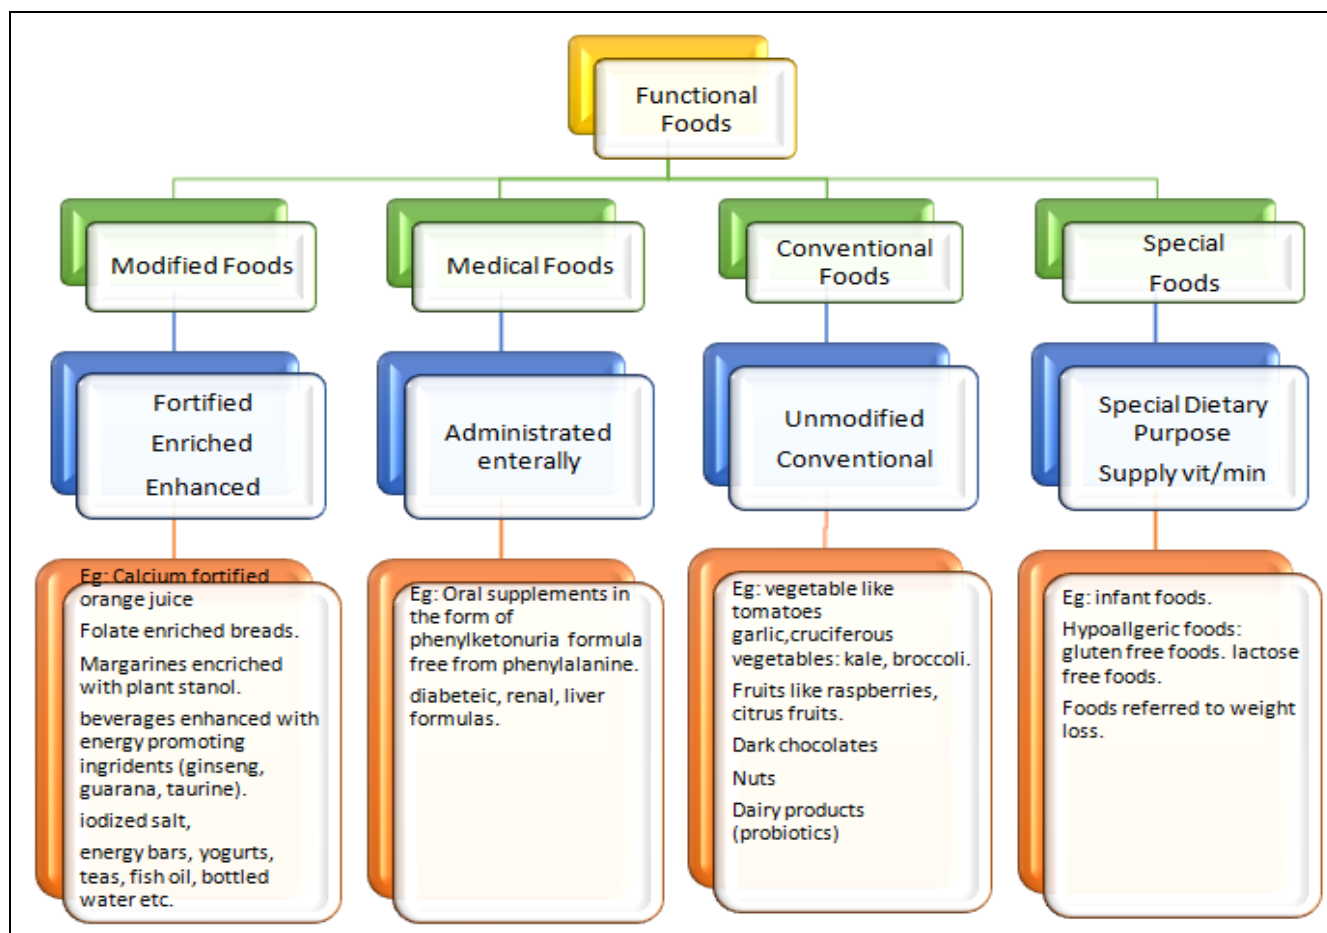 Functional
Foods
Modified Foods
Medical Foods
Conventional
Foods
Special
Foods
Fortified
Enriched
Enhanced
Administrated
enterally
Unmodified
Conventional
Special Dietary
Purpose
Supply vit/min
Eg: Calcium fortified
orange juice
Folate enriched breads.
Margarines encriched
with plant stanol.
beverages enhanced with
energy promoting
ingridents (ginseng,
guarana, taurine).
iodized salt,
energy bars, yogurts,
teas, fish oil, bottled
water etc.
Eg: Oral supplements in
the form of
phenylketonuria formula
free from phenylalanine.
diabeteic, renal, liver
formulas.
Eg: vegetable like
tomatoes
garlic,cruciferous
vegetables: kale, broccoli.
Fruits like raspberries,
citrus fruits.
Dark chocolates
Nuts
Dairy products
(probiotics)
Eg: infant foods.
Hypoallgeric foods:
gluten free foods. lactose
free foods.
Foods referred to weight
loss.